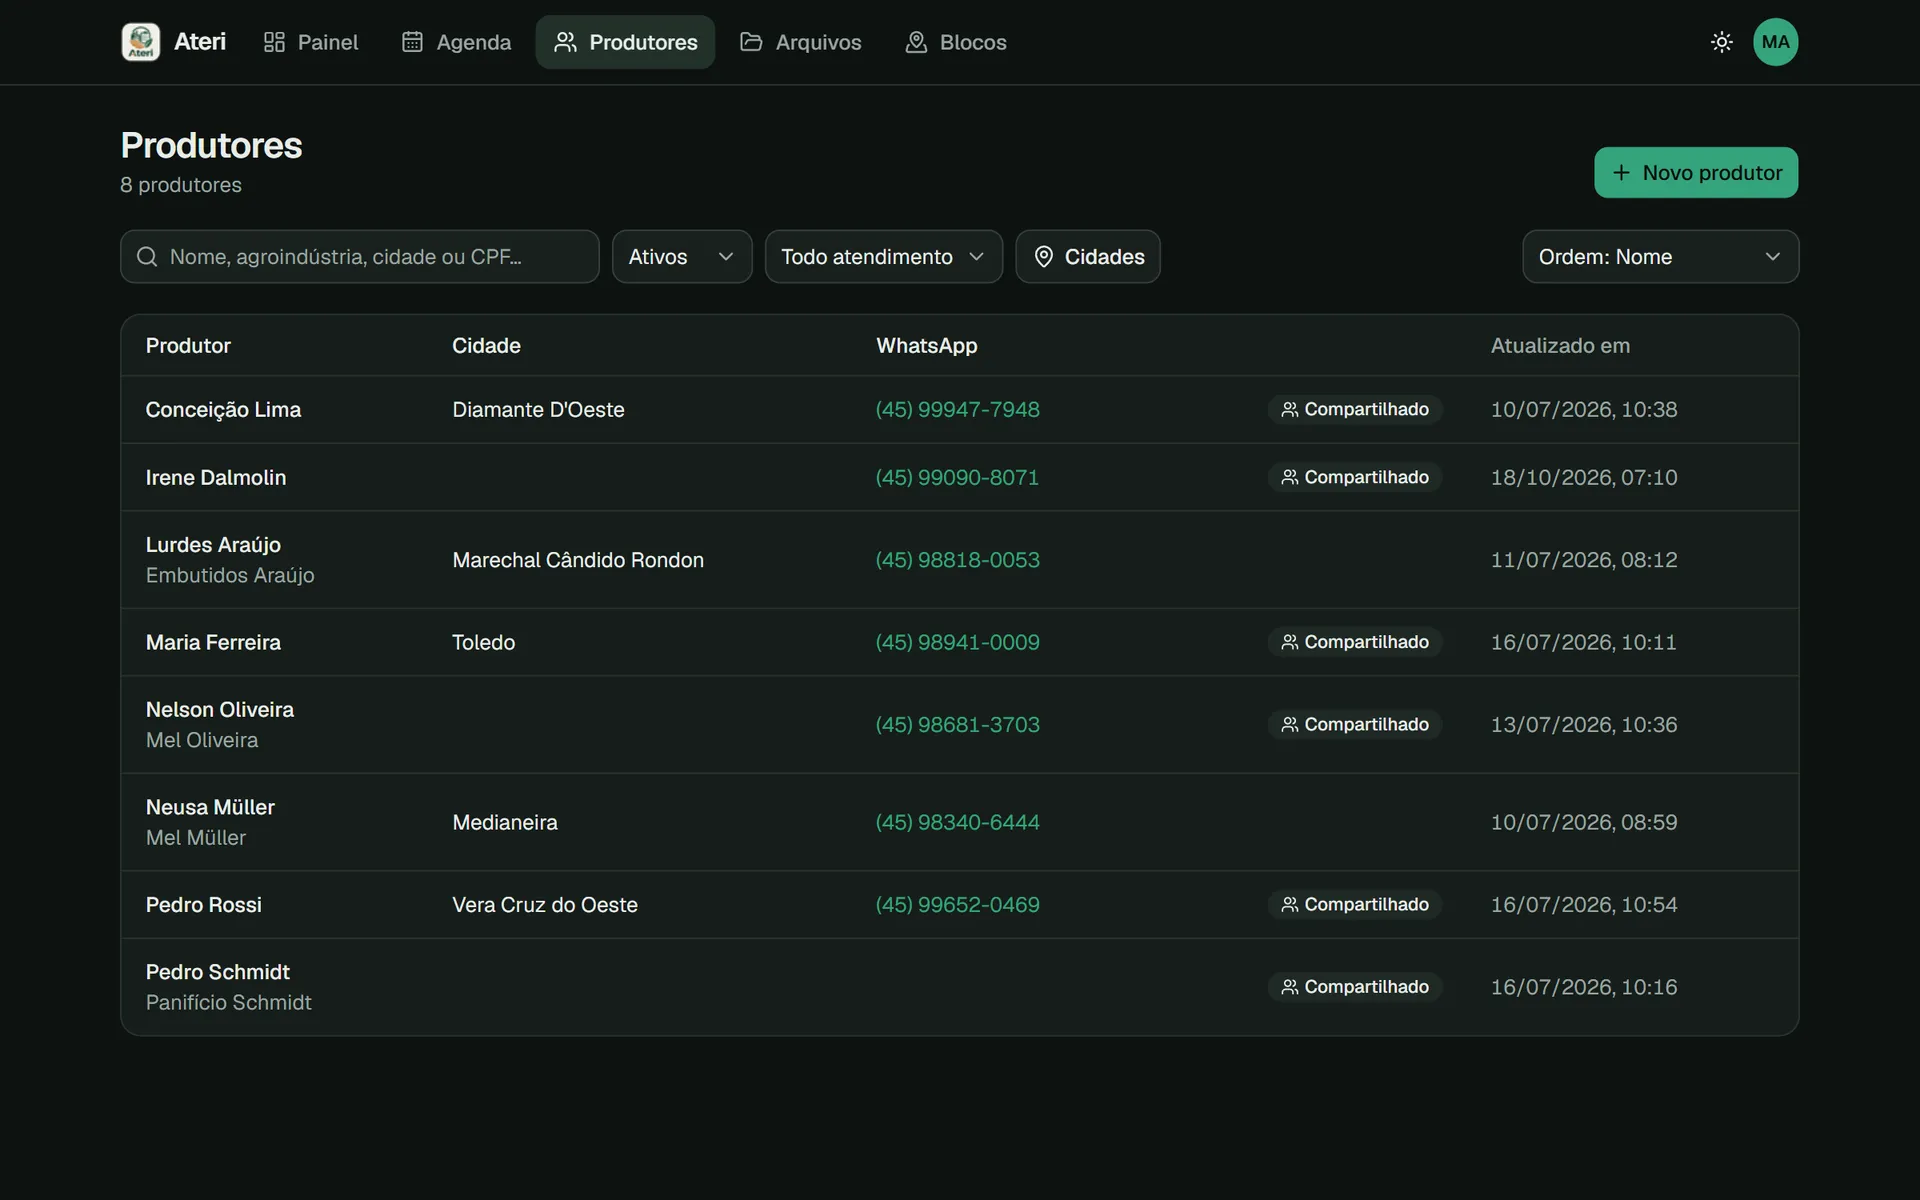 Ateri
Ateri
Painel
Agenda
Produtores
Arquivos
Blocos
MA
Produtores
8 produtores
Novo produtor
Nome, agroindústria, cidade ou CPF...
Ativos
Todo atendimento
Cidades
Ordem: Nome
Produtor Cidade WhatsApp Atualizado em
Conceição Lima Diamante D'Oeste (45) 99947-7948 Compartilhado 10/07/2026, 10:38
Irene Dalmolin (45) 99090-8071 Compartilhado 18/10/2026, 07:10
Lurdes Araújo
Embutidos Araújo
Marechal Cândido Rondon (45) 98818-0053 11/07/2026, 08:12
Maria Ferreira Toledo (45) 98941-0009 Compartilhado 16/07/2026, 10:11
Nelson Oliveira
Mel Oliveira
(45) 98681-3703 Compartilhado 13/07/2026, 10:36
Neusa Müller
Mel Müller
Medianeira (45) 98340-6444 10/07/2026, 08:59
Pedro Rossi Vera Cruz do Oeste (45) 99652-0469 Compartilhado 16/07/2026, 10:54
Pedro Schmidt
Panifício Schmidt
Compartilhado 16/07/2026, 10:16